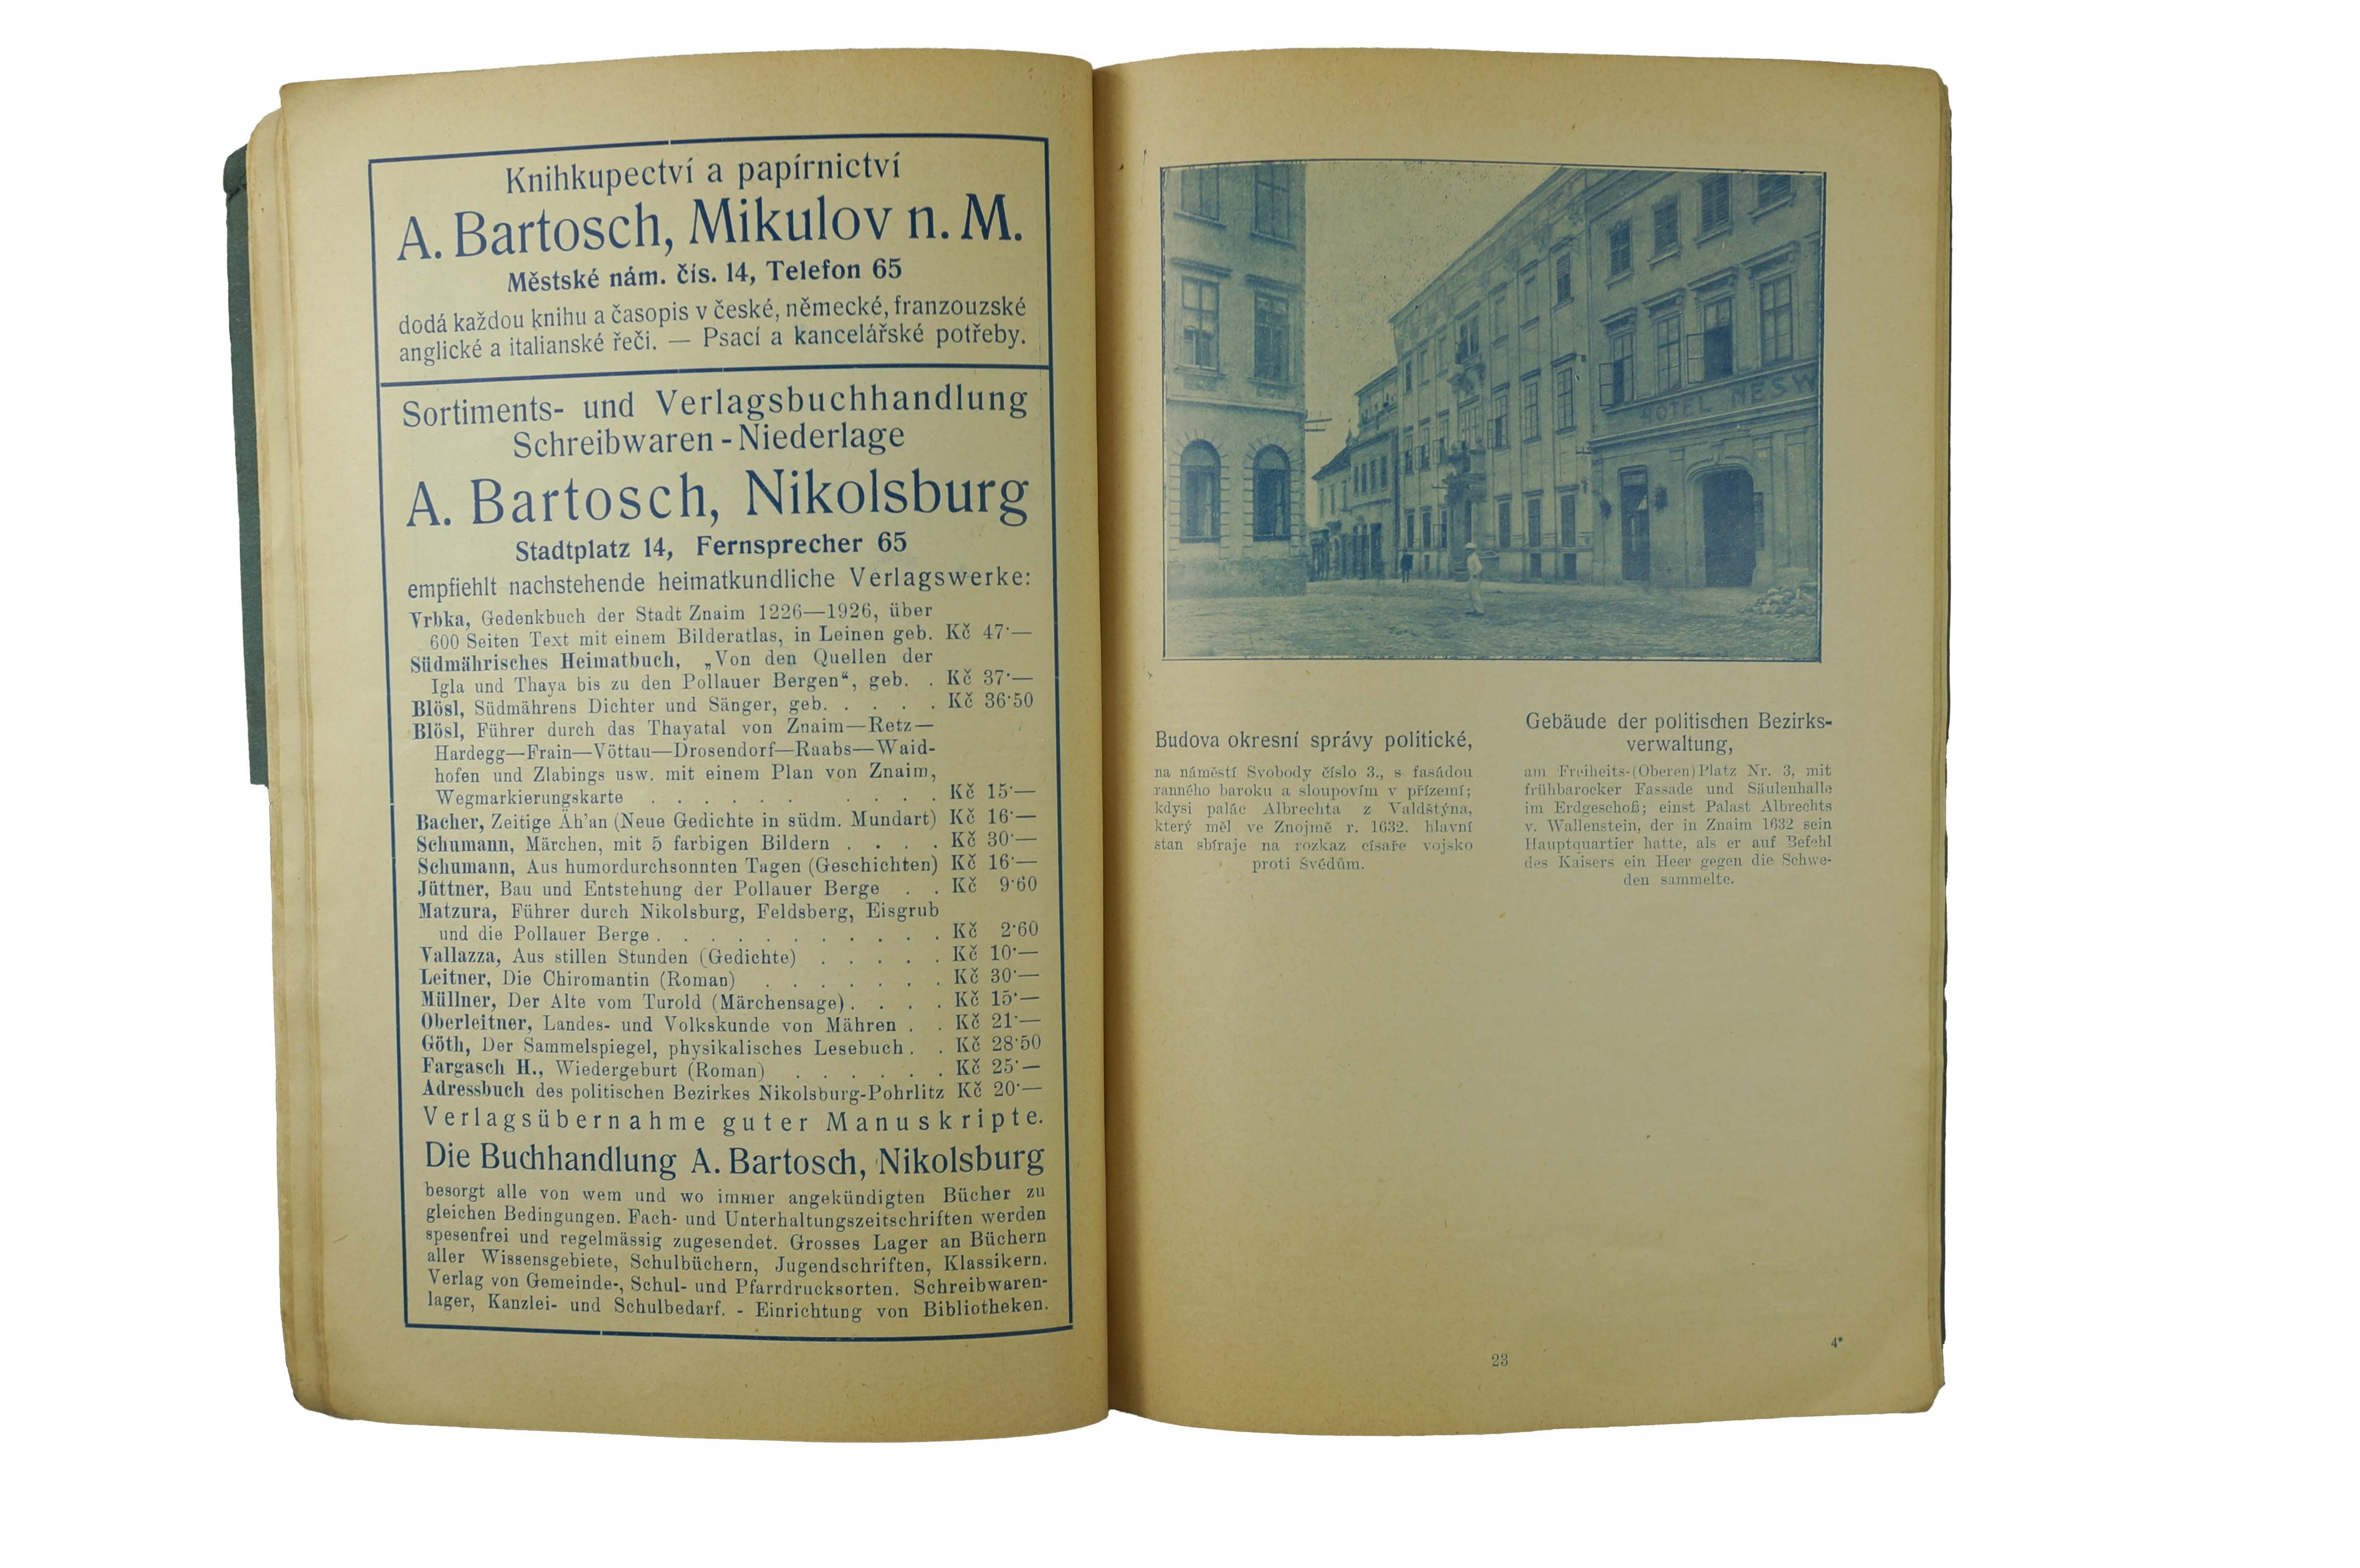 Knihkupectví a papírnictví
A. Bartosch, Mikulov n. M.
Městské nám. čís. 14, Telefon 65
dodá každou knihu a časopis v české, německé, franzouzské
anglické a italianské řeči. — Psací a kancelářské potřeby.
Sortiments- und Verlagsbuchhandlung
Schreibwaren-Niederlage
A. Bartosch, Nikolsburg
Stadtplatz 14, Fernsprecher 65
empfiehlt nachstehende heimatkundliche Verlagswerke:
Vrbka, Gedenkbuch der Stadt Znaim 1226—1926, über
600 Seiten Text mit einem Bilderatlas, in Leinen geb. Kč 47·—
Südmährisches Heimatbuch, „Von den Quellen der
Igla und Thaya bis zu den Pollauer Bergen“, geb. . Kč 37·—
Blösl, Südmährens Dichter und Sänger, geb. . . . . Kč 36·50
Blösl, Führer durch das Thayatal von Znaim—Retz—
Hardegg—Frain—Vöttau—Drosendorf—Raabs—Waid-
hofen und Zlabings usw. mit einem Plan von Znaim,
Wegmarkierungskarte . . . . . . . . . . Kč 15·—
Bacher, Zeitige Äh'an (Neue Gedichte in südm. Mundart) Kč 16·—
Schumann, Märchen, mit 5 farbigen Bildern . . . . Kč 30·—
Schumann, Aus humordurchsonnten Tagen (Geschichten) Kč 16·—
Jüttner, Bau und Entstehung der Pollauer Berge . . Kč 9·60
Matzura, Führer durch Nikolsburg, Feldsberg, Eisgrub
und die Pollauer Berge . . . . . . . . . . . Kč 2·60
Vallazza, Aus stillen Stunden (Gedichte) . . . . . Kč 10·—
Leitner, Die Chiromantin (Roman) . . . . . . . Kč 30·—
Müllner, Der Alte vom Turold (Märchensage) . . . . Kč 15·—
Oberleitner, Landes- und Volkskunde von Mähren . . Kč 21·—
Göth, Der Sammelspiegel, physikalisches Lesebuch . . Kč 28·50
Fargasch H., Wiedergeburt (Roman) . . . . . . Kč 25·—
Adressbuch des politischen Bezirkes Nikolsburg-Pohrlitz Kč 20·—
Verlagsübernahme guter Manuskripte.
Die Buchhandlung A. Bartosch, Nikolsburg
besorgt alle von wem und wo immer angekündigten Bücher zu
gleichen Bedingungen. Fach- und Unterhaltungszeitschriften werden
spesenfrei und regelmässig zugesendet. Grosses Lager an Büchern
aller Wissensgebiete, Schulbüchern, Jugendschriften, Klassikern.
Verlag von Gemeinde-, Schul- und Pfarrdrucksorten. Schreibwaren-
lager, Kanzlei- und Schulbedarf. - Einrichtung von Bibliotheken.
HOTEL NESW
Budova okresní správy politické,
na náměstí Svobody číslo 3., s fasádou
ranného baroku a sloupovím v přízemí;
kdysi palác Albrechta z Valdštýna,
který měl ve Znojmě r. 1632. hlavní
stan sbíraje na rozkaz císaře vojsko
proti Švédům.
Gebäude der politischen Bezirks-
verwaltung,
am Freiheits-(Oberen) Platz Nr. 3, mit
frühbarocker Fassade und Säulenhalle
im Erdgeschoß; einst Palast Albrechts
v. Wallenstein, der in Znaim 1632 sein
Hauptquartier hatte, als er auf Befehl
des Kaisers ein Heer gegen die Schwe-
den sammelte.
23
4*